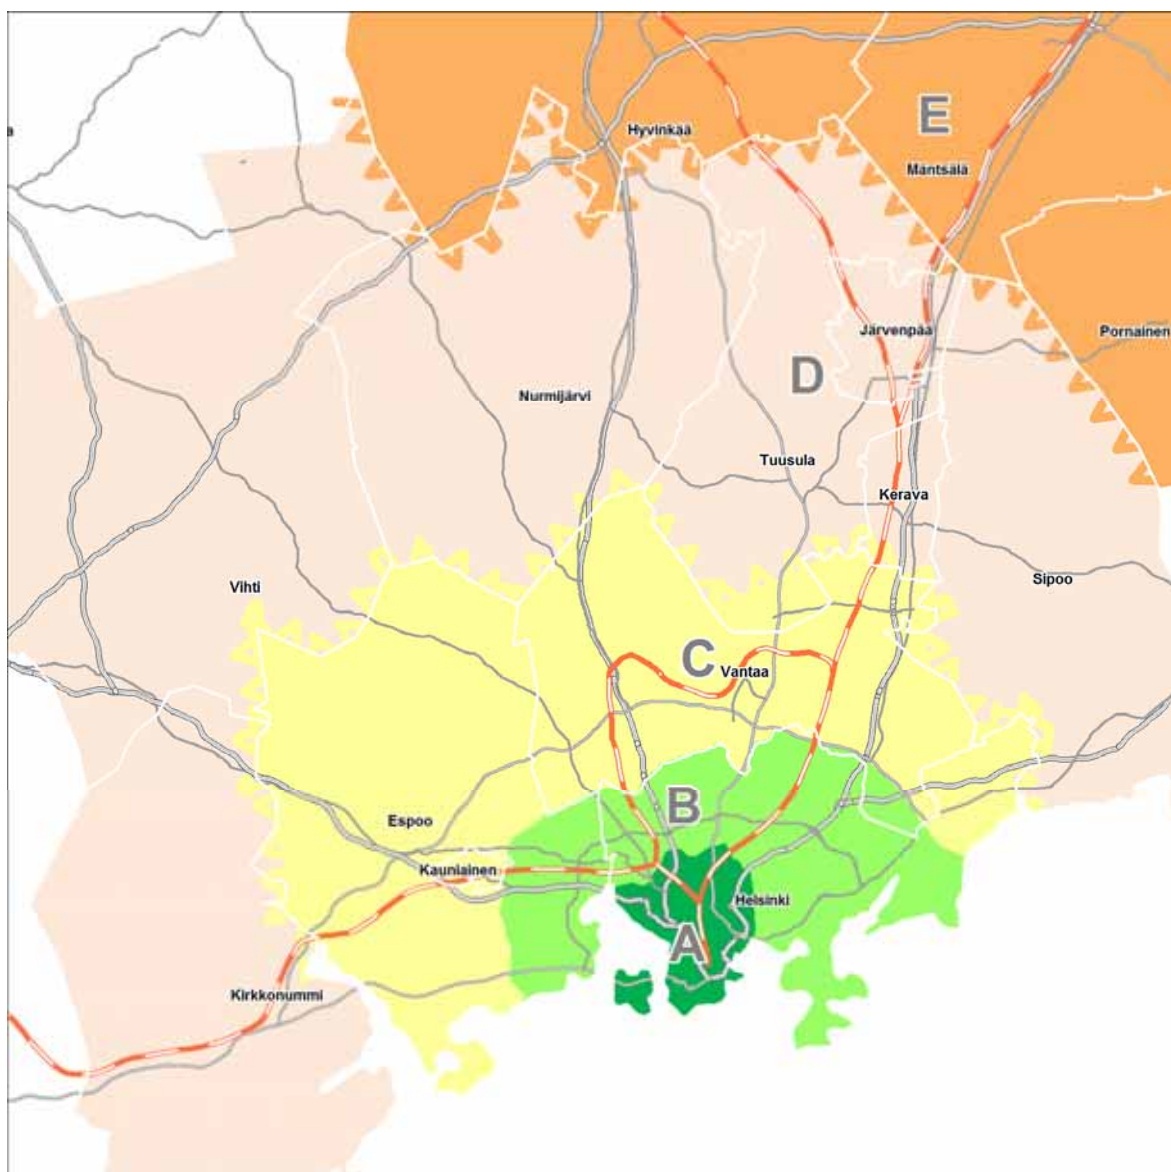 a
Hyvinkää
E
Mäntsälä
Järvenpää
Pornainen
D
Nurmijärvi
Tuusula
Kerava
Vihti
Sipoo
C
Vantaa
B
Espoo
Kauniainen
Helsinki
A
Kirkkonummi